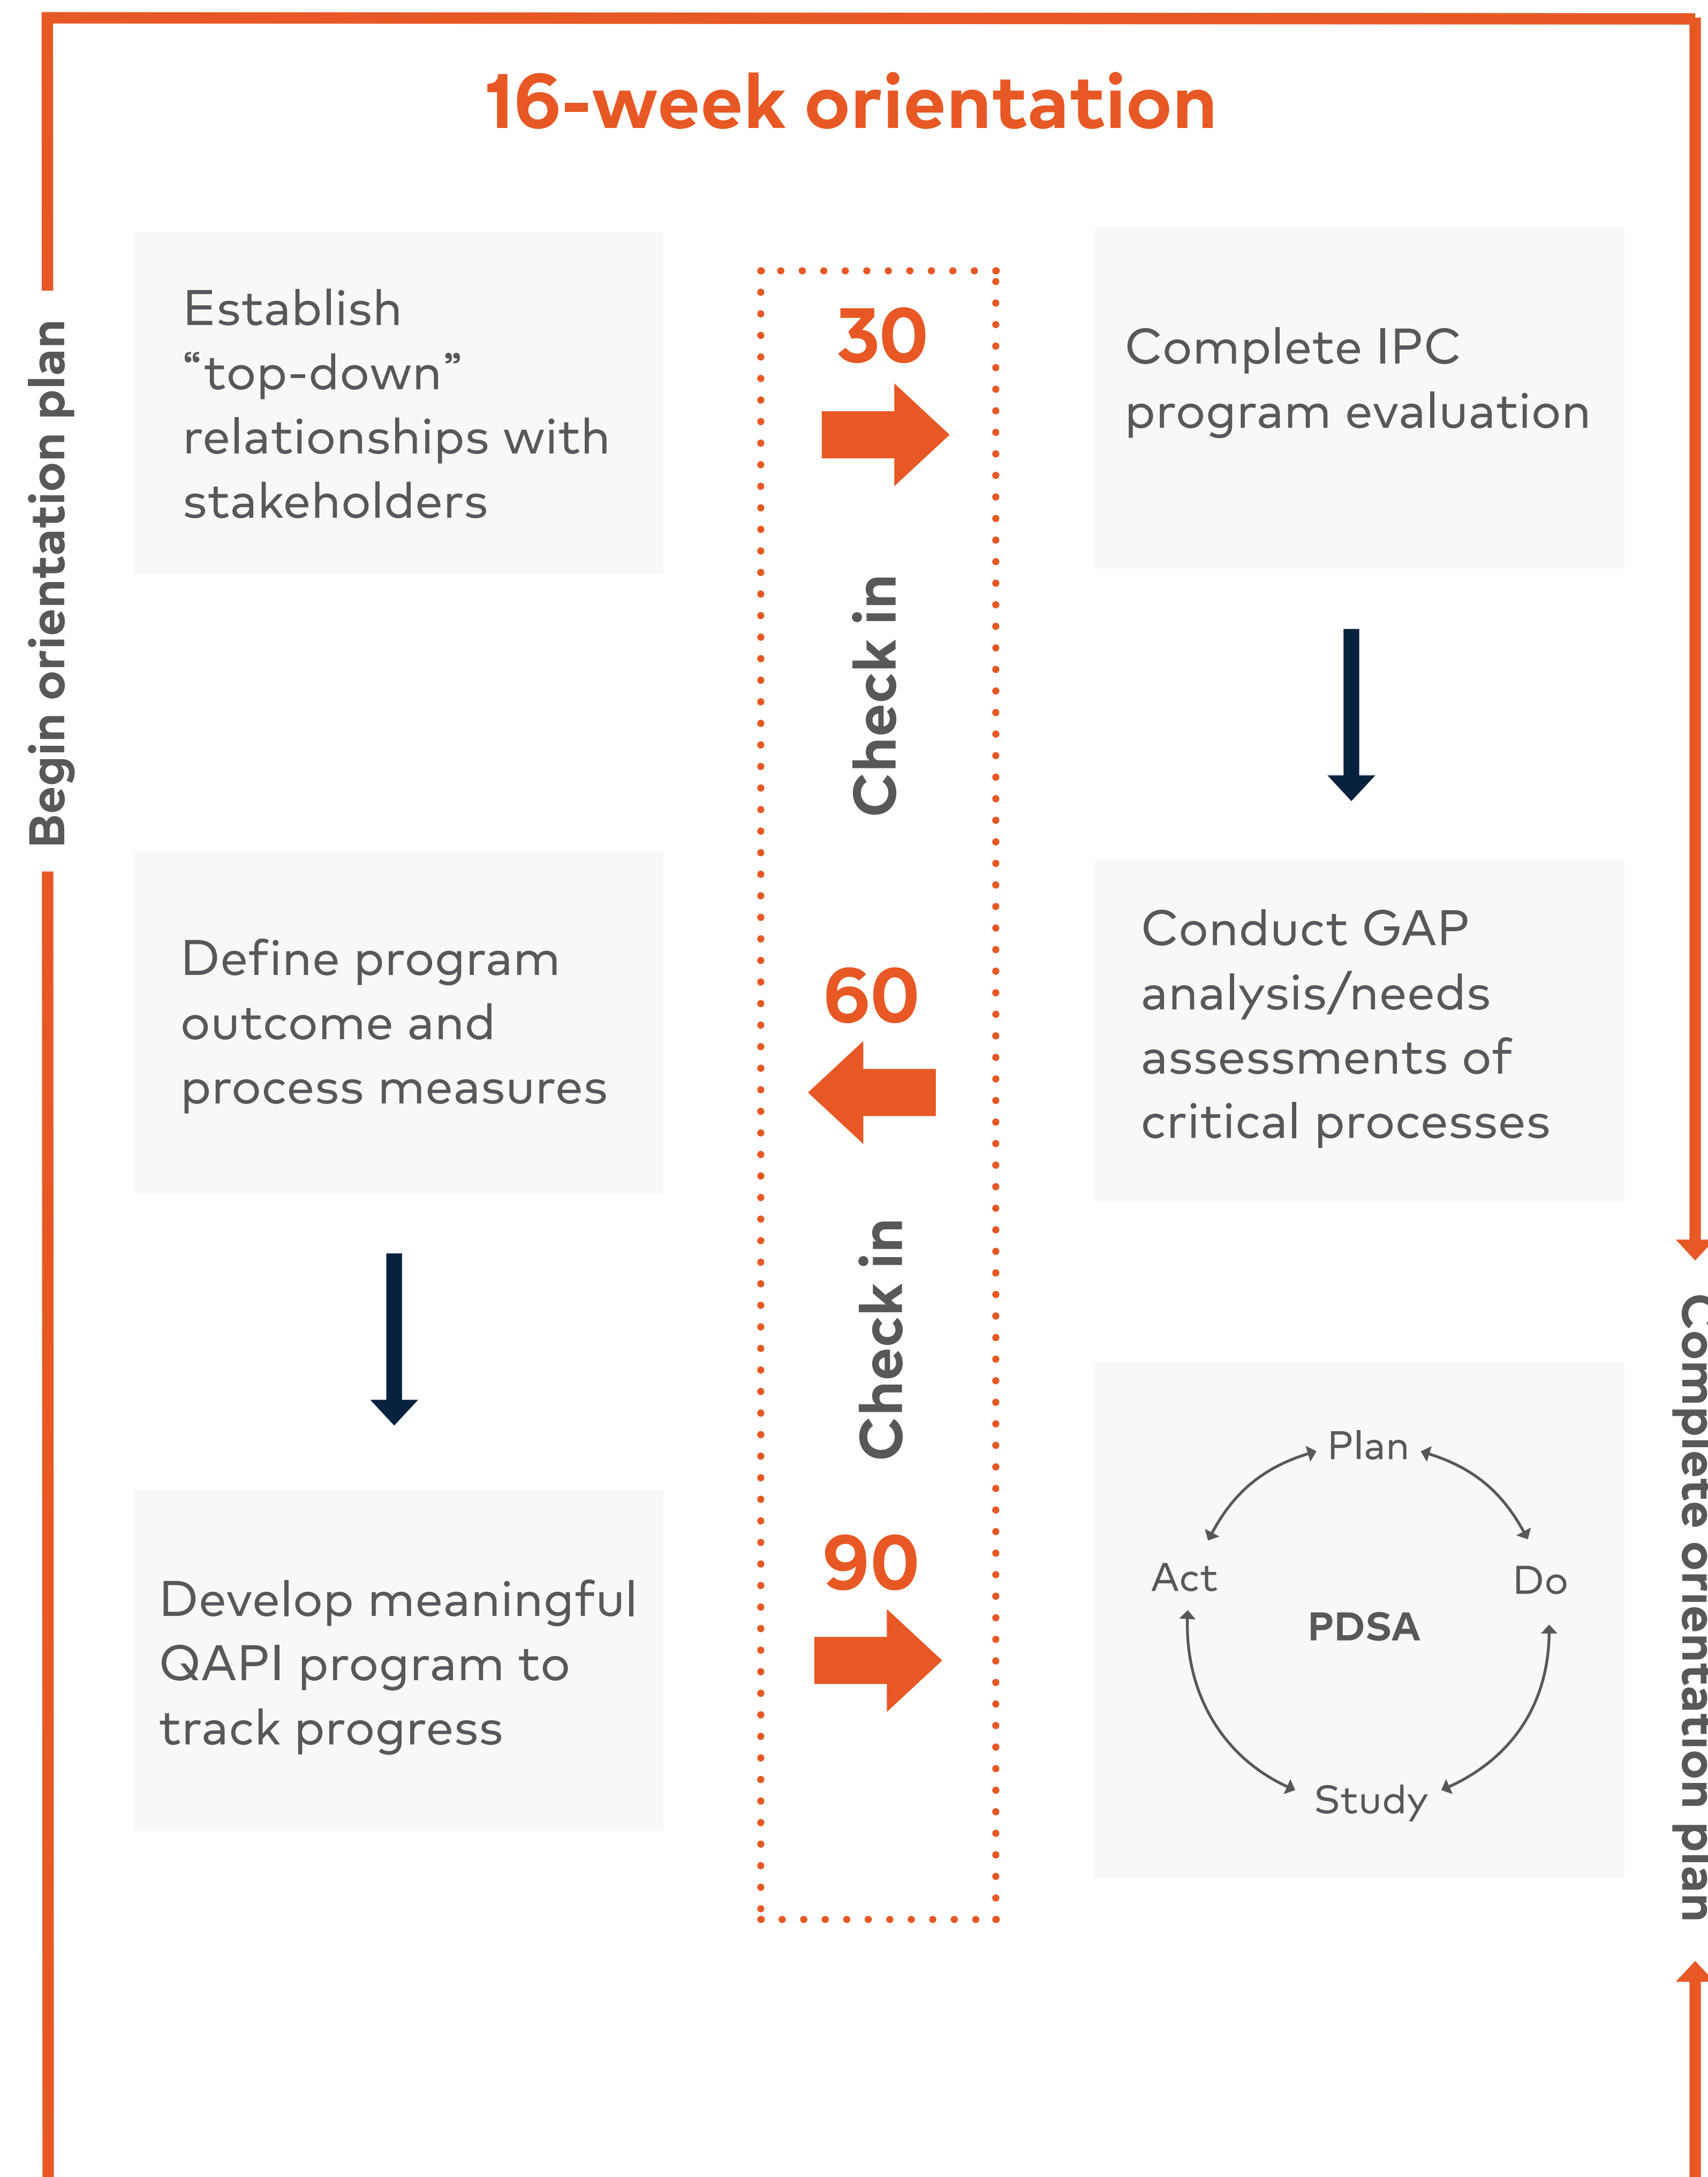 16-week orientation
Begin orientation plan
Establish
“top-down”
relationships with
stakeholders
30
Complete IPC
program evaluation
Check in
Conduct GAP
analysis/needs
assessments of
critical processes
60
Define program
outcome and
process measures
Check in
Develop meaningful
QAPI program to
track progress
90
Plan
Act
Do
PDSA
Study
Complete orientation plan